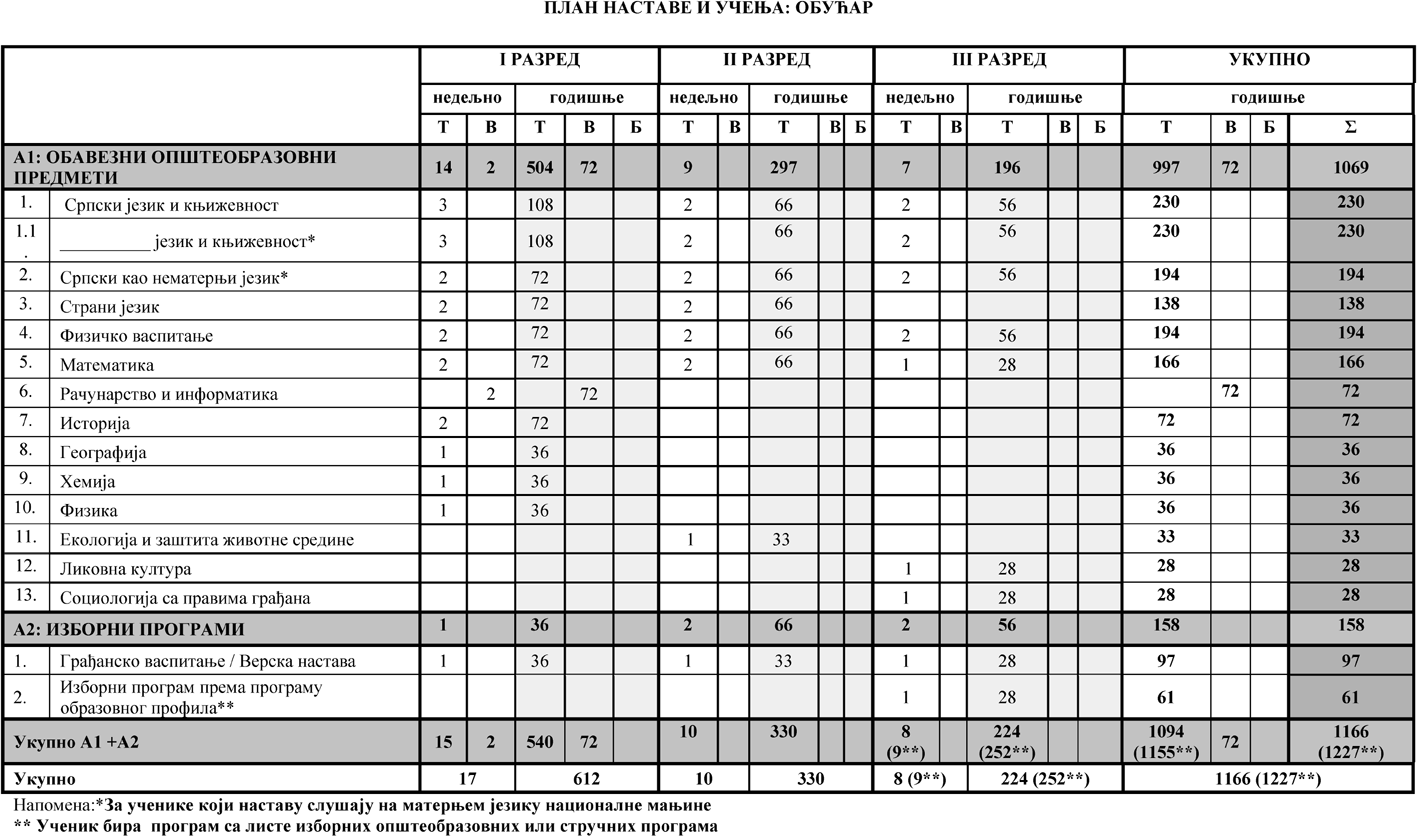 ПЛАН НАСТАВЕ И УЧЕЊА: ОБУЋАР
I РАЗРЕД II РАЗРЕД III РАЗРЕД УКУПНО
недељно годишње недељно годишње недељно годишње годишње
Т В Т В Б Т В Т В Б Т В Т В Б Т В Б Σ
А1: ОБАВЕЗНИ ОПШТЕОБРАЗОВНИ
ПРЕДМЕТИ 14 2 504 72 9 297 7 196 997 72 1069
1. Српски језик и књижевност 3 108 2 66 2 56 230 230
1.1
. __________ језик и књижевност* 3 108 2 66 2 56 230 230
2. Српски као нематерњи језик* 2 72 2 66 2 56 194 194
3. Страни језик 2 72 2 66 138 138
4. Физичко васпитање 2 72 2 66 2 56 194 194
5. Математика 2 72 2 66 1 28 166 166
6. Рачунарство и информатика 2 72 72 72
7. Историја 2 72 72 72
8. Географија 1 36 36 36
9. Хемија 1 36 36 36
10. Физика 1 36 36 36
11. Екологија и заштита животне средине 1 33 33 33
12. Ликовна култура 1 28 28 28
13. Социологија са правима грађана 1 28 28 28
А2: ИЗБОРНИ ПРОГРАМИ 1 36 2 66 2 56 158 158
1. Грађанско васпитање / Верска настава 1 36 1 33 1 28 97 97
2. Изборни програм према програму
образовног профила** 1 28 61 61
Укупно А1 +А2 15 2 540 72 10 330 8 224 1094 72 1166
(9**) (252**) (1155**) (1227**)
Укупно 17 612 10 330 8 (9**) 224 (252**) 1166 (1227**)
Напомена:*За ученике који наставу слушају на матерњем језику националне мањине
** Ученик бира програм са листе изборних општеобразовних или стручних програма